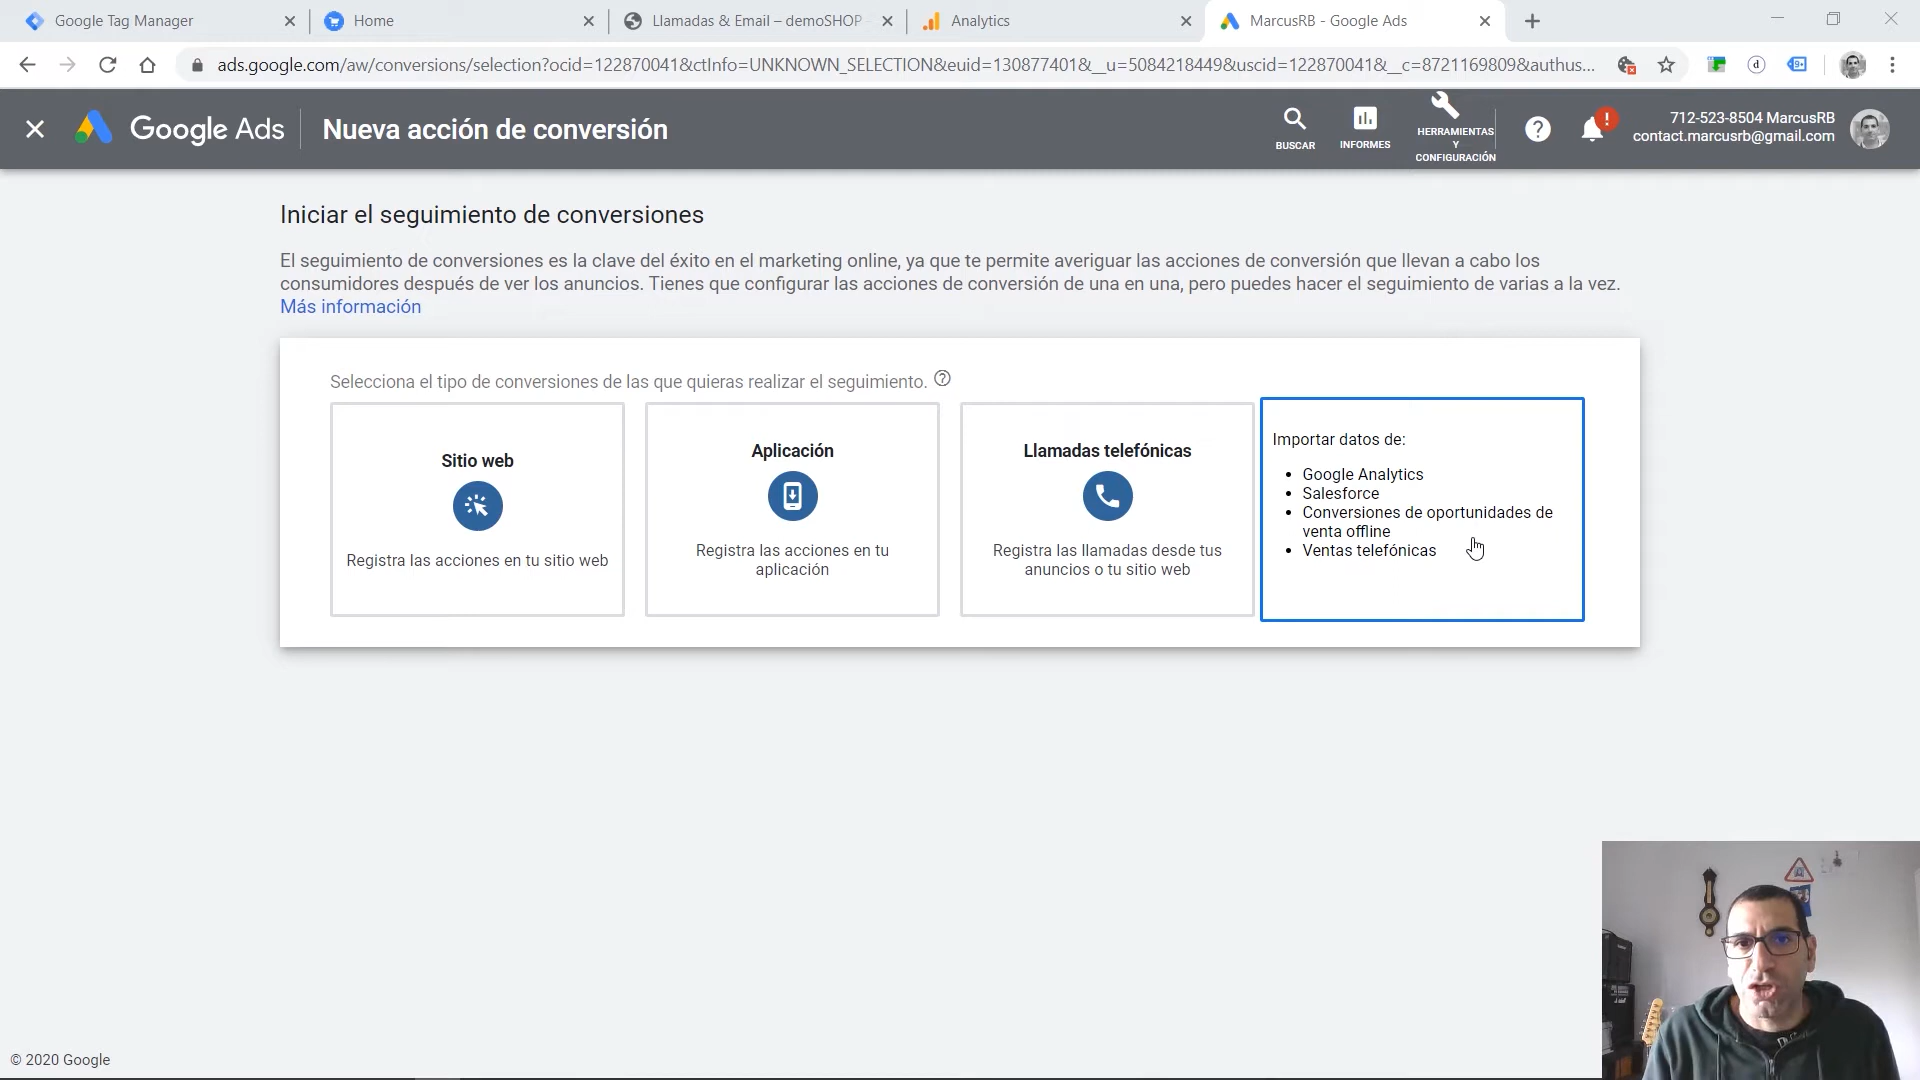 Google Tag Manager
Home
Llamadas & Email – demoSHOP
Analytics
MarcusRB - Google Ads
ads.google.com/aw/conversions/selection?ocid=122870041&ctInfo=UNKNOWN_SELECTION&euid=130877401&__u=5084218449&uscid=122870041&__c=8721169809&authus...
Google Ads
Nueva acción de conversión
BUSCAR
INFORMES
HERRAMIENTAS
Y
CONFIGURACIÓN
712-523-8504 MarcusRB
contact.marcusrb@gmail.com
Iniciar el seguimiento de conversiones
El seguimiento de conversiones es la clave del éxito en el marketing online, ya que te permite averiguar las acciones de conversión que llevan a cabo los
consumidores después de ver los anuncios. Tienes que configurar las acciones de conversión de una en una, pero puedes hacer el seguimiento de varias a la vez.
Más información
Selecciona el tipo de conversiones de las que quieras realizar el seguimiento.
Sitio web
Registra las acciones en tu sitio web
Aplicación
Registra las acciones en tu
aplicación
Llamadas telefónicas
Registra las llamadas desde tus
anuncios o tu sitio web
Importar datos de:
• Google Analytics
• Salesforce
• Conversiones de oportunidades de
venta offline
• Ventas telefónicas
© 2020 Google